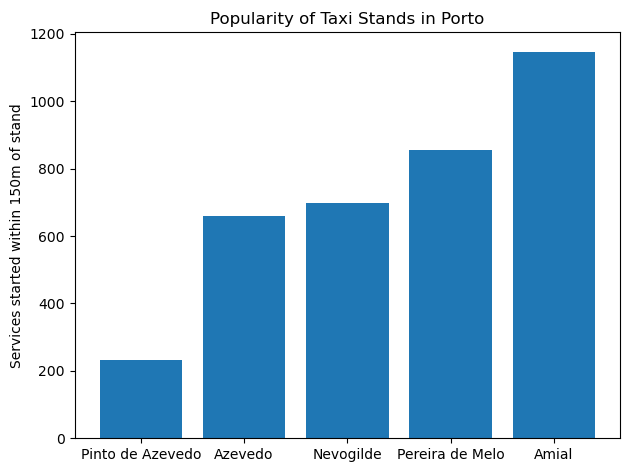 Popularity of Taxi Stands in Porto
Services started within 150m of stand
1200
1000
800
600
400
200
0
Pinto de Azevedo Azevedo Nevogilde Pereira de Melo Amial